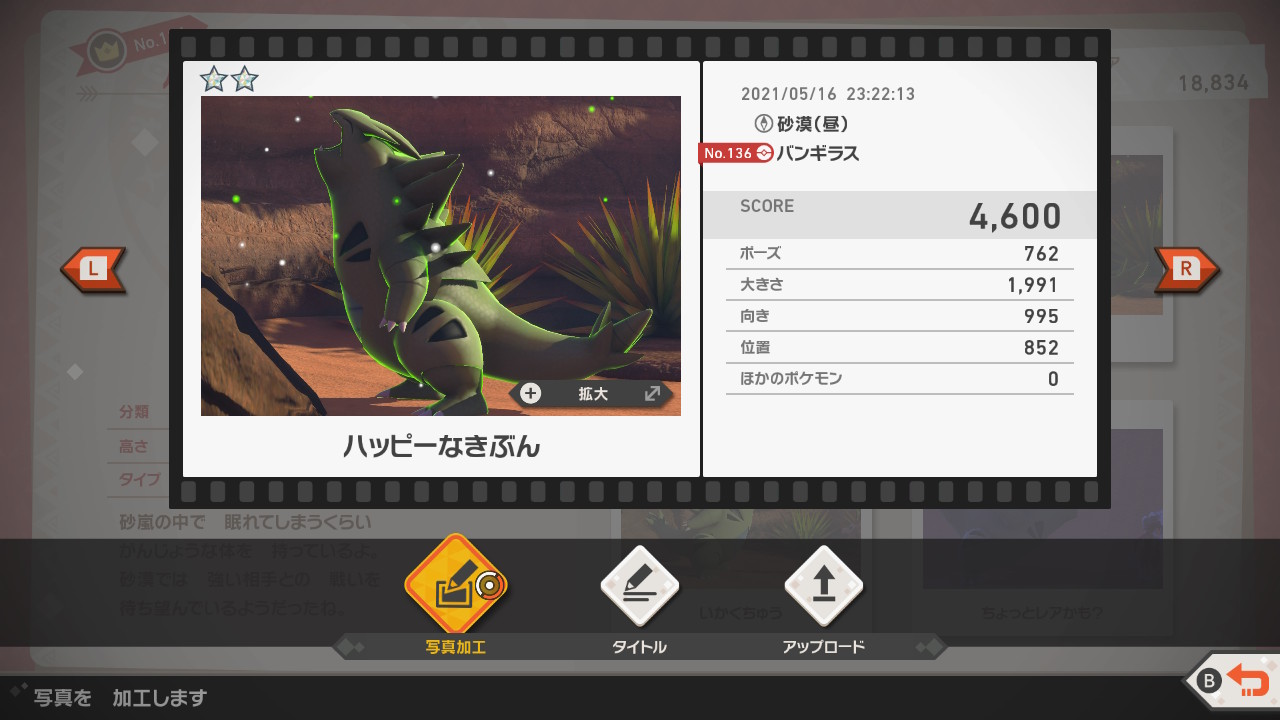 No.1
18,834
2021/05/16 23:22:13
砂漠(昼)
No.136 バンギラス
SCORE 4,600
ポーズ 762
大きさ 1,991
向き 995
位置 852
ほかのポケモン 0
L
R
+ 拡大
ハッピーなきぶん
分類
高さ
タイプ
砂嵐の中で 眠れてしまうくらい
がんじょうな体を 持っているよ。
砂漠では 強い相手との 戦いを
待ち望んでいるようだったね。
いかくちゅう
ちょっとレアかも?
写真加工
タイトル
アップロード
写真を 加工します
B